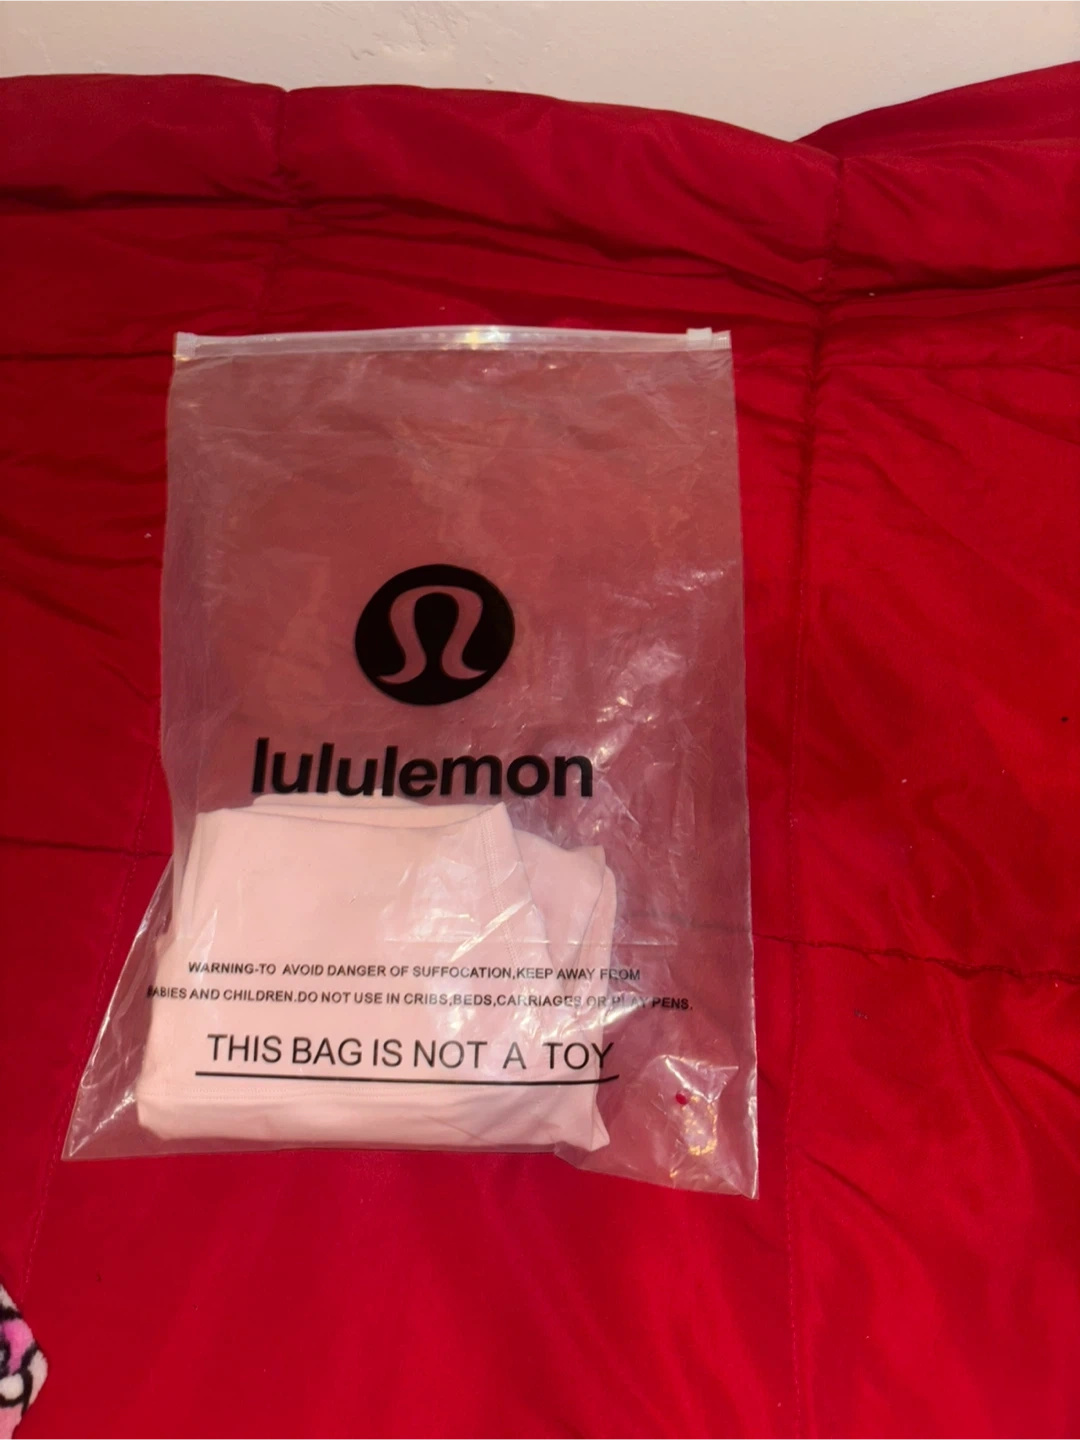 lululemon
WARNING-TO AVOID DANGER OF SUFFOCATION,KEEP AWAY FROM
BABIES AND CHILDREN.DO NOT USE IN CRIBS,BEDS,CARRIAGES OR PLAY PENS.
THIS BAG IS NOT A TOY